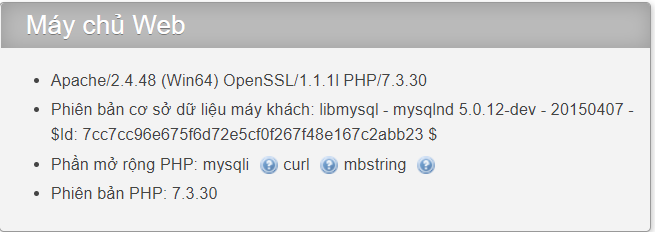 Máy chủ Web
Apache/2.4.48 (Win64) OpenSSL/1.1.1l PHP/7.3.30
Phiên bản cơ sở dữ liệu máy khách: libmysql - mysqlnd 5.0.12-dev - 20150407 -
$Id: 7cc7cc96e675f6d72e5cf0f267f48e167c2abb23 $
Phần mở rộng PHP: mysqli curl mbstring
Phiên bản PHP: 7.3.30